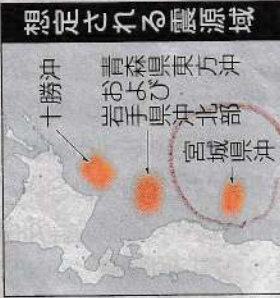 想定される震源域
十勝沖
青森県東方沖
および
岩手県沖北部
宮城県沖